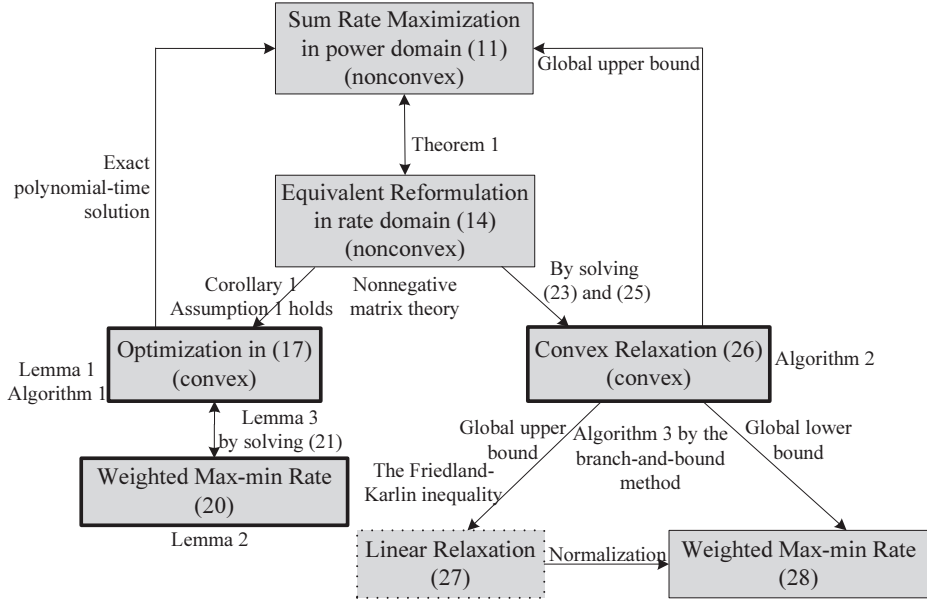 Sum Rate Maximization
in power domain (11)
(nonconvex)
Global upper bound
Theorem 1
Exact
polynomial-time
solution
Equivalent Reformulation
in rate domain (14)
(nonconvex)
Corollary 1
Assumption 1 holds
Nonnegative
matrix theory
By solving
(23) and (25)
Optimization in (17)
(convex)
Lemma 1
Algorithm 1
Convex Relaxation (26)
(convex)
Algorithm 2
Lemma 3
by solving (21)
Weighted Max-min Rate
(20)
Lemma 2
Global upper
bound
The Friedland-
Karlin inequality
Algorithm 3 by the
branch-and-bound
method
Global lower
bound
Linear Relaxation
(27)
Normalization
Weighted Max-min Rate
(28)